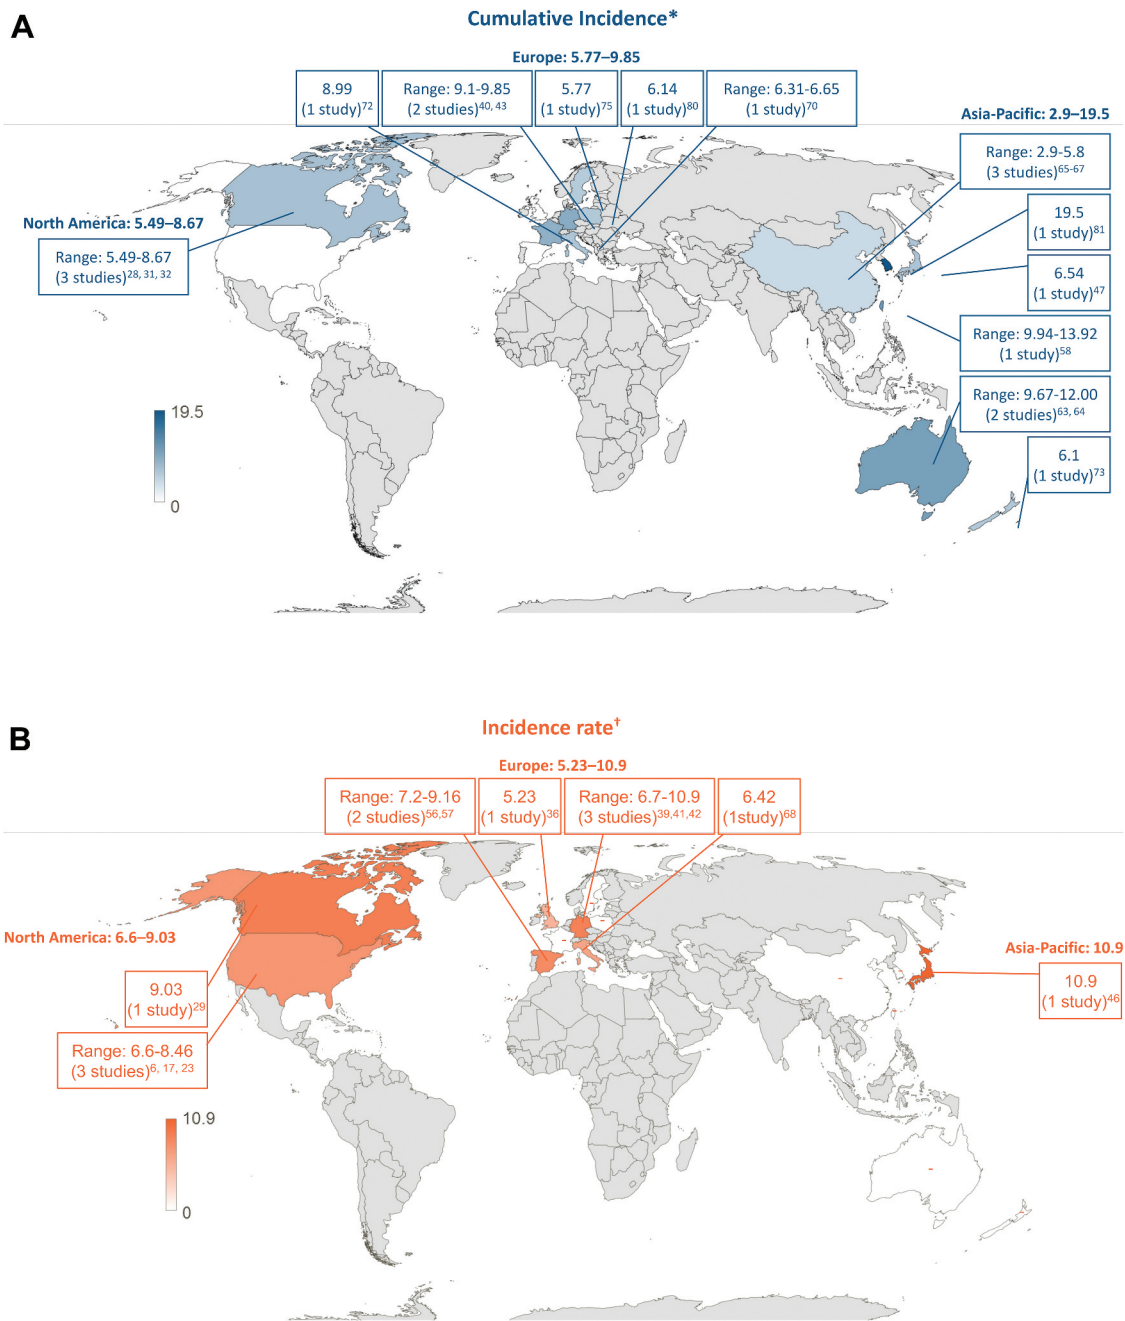 A
Cumulative Incidence*
Europe: 5.77–9.85
8.99
(1 study)72
Range: 9.1-9.85
(2 studies)40, 43
5.77
(1 study)75
6.14
(1 study)80
Range: 6.31-6.65
(1 study)70
Asia-Pacific: 2.9–19.5
Range: 2.9-5.8
(3 studies)65-67
19.5
(1 study)81
6.54
(1 study)47
Range: 9.94-13.92
(1 study)58
Range: 9.67-12.00
(2 studies)63, 64
6.1
(1 study)73
North America: 5.49–8.67
Range: 5.49-8.67
(3 studies)28, 31, 32
19.5
0
B
Incidence rate†
Europe: 5.23–10.9
Range: 7.2-9.16
(2 studies)56,57
5.23
(1 study)36
Range: 6.7-10.9
(3 studies)39,41,42
6.42
(1study)68
North America: 6.6–9.03
9.03
(1 study)29
Range: 6.6-8.46
(3 studies)6, 17, 23
Asia-Pacific: 10.9
10.9
(1 study)46
10.9
0